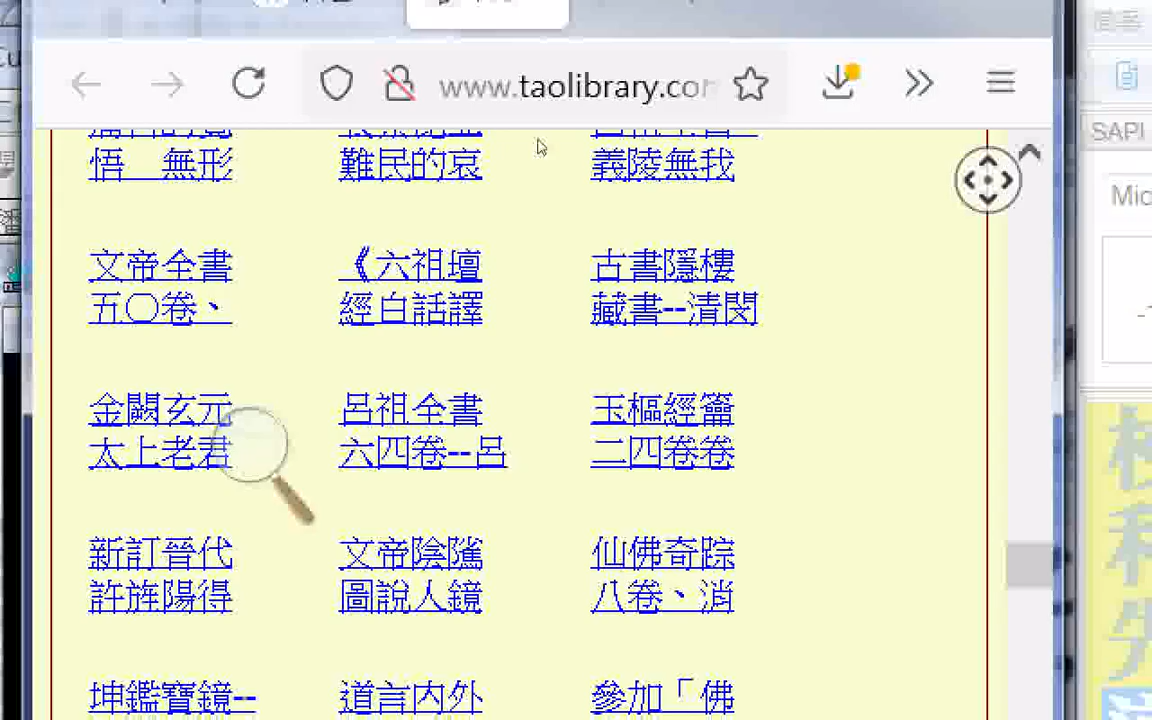 www.taolibrary.co
悟 無形
難民的哀
義陵無我
文帝全書
五〇卷、
《六祖壇
經白話譯
古書隱樓
藏書--清閔
金闕玄元
太上老君
呂祖全書
六四卷--呂
玉樞經籥
二四卷卷
新訂晉代
許旌陽得
文帝陰騭
圖說人鏡
仙佛奇踪
八卷、消
坤鑑寶鏡--
道言內外
參加「佛
SAPI
Mic